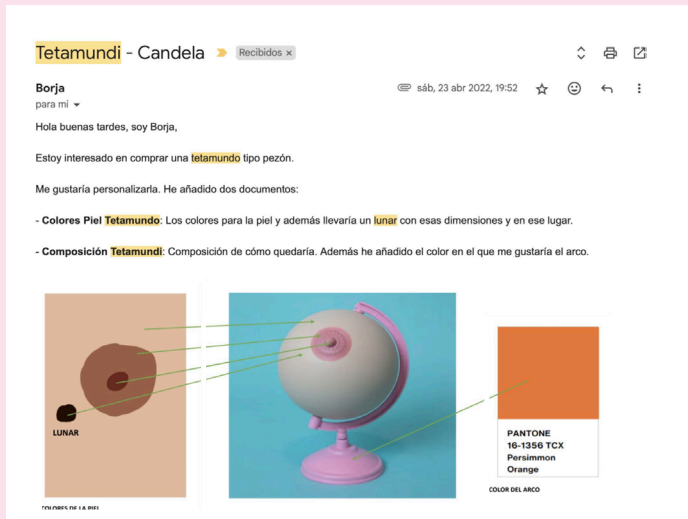 Tetamundi - Candela
Recibidos ×
Borja
sáb, 23 abr 2022, 19:52
para mí
Hola buenas tardes, soy Borja,
Estoy interesado en comprar una tetamundo tipo pezón.
Me gustaría personalizarla. He añadido dos documentos:
- Colores Piel Tetamundo: Los colores para la piel y además llevaría un lunar con esas dimensiones y en ese lugar.
- Composición Tetamundi: Composición de cómo quedaría. Además he añadido el color en el que me gustaría el arco.
LUNAR
PANTONE
16-1356 TCX
Persimmon
Orange
COLOR DEL ARCO
COLORES DE LA PIEL